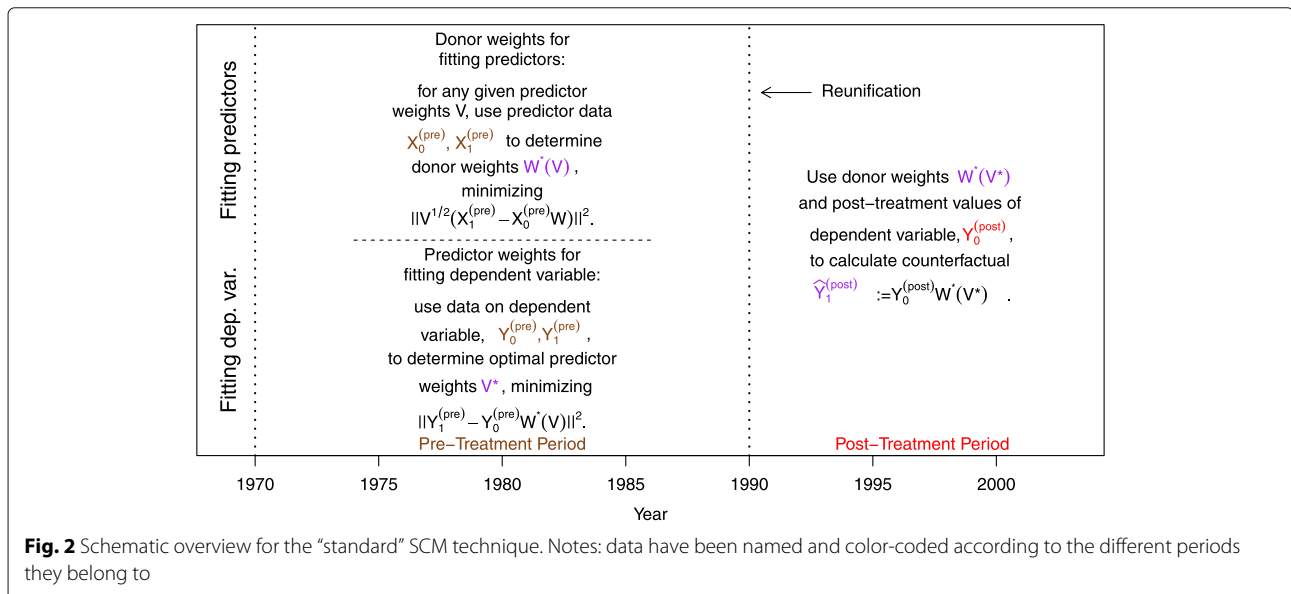 Fitting predictors
Fitting dep. var.
Donor weights for
fitting predictors:
for any given predictor
weights V, use predictor data
X₀⁽ᵖʳᵉ⁾, X₁⁽ᵖʳᵉ⁾ to determine
donor weights W*(V) ,
minimizing
||V^{1/2}(X₁⁽ᵖʳᵉ⁾−X₀⁽ᵖʳᵉ⁾W)||².
Predictor weights for
fitting dependent variable:
use data on dependent
variable, Y₀⁽ᵖʳᵉ⁾,Y₁⁽ᵖʳᵉ⁾ ,
to determine optimal predictor
weights V* , minimizing
||Y₁⁽ᵖʳᵉ⁾−Y₀⁽ᵖʳᵉ⁾W*(V)||².
Pre−Treatment Period
Reunification
Use donor weights W*(V*)
and post−treatment values of
dependent variable,Y₀⁽ᵖᵒˢᵗ⁾ ,
to calculate counterfactual
Ŷ₁⁽ᵖᵒˢᵗ⁾ :=Y₀⁽ᵖᵒˢᵗ⁾W*(V*) .
Post−Treatment Period
1970 1975 1980 1985 1990 1995 2000
Year
Fig. 2 Schematic overview for the “standard” SCM technique. Notes: data have been named and color-coded according to the different periods
they belong to